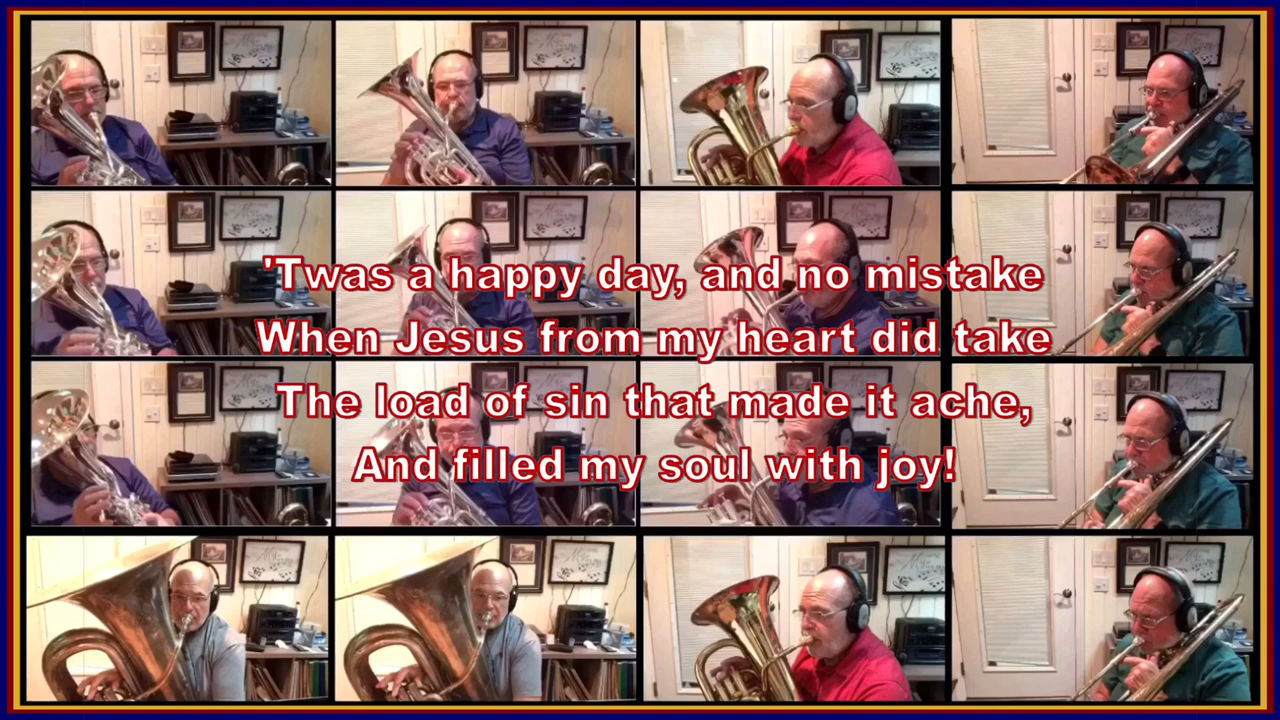 'Twas a happy day, and no mistake
When Jesus from my heart did take
The load of sin that made it ache,
And filled my soul with joy!